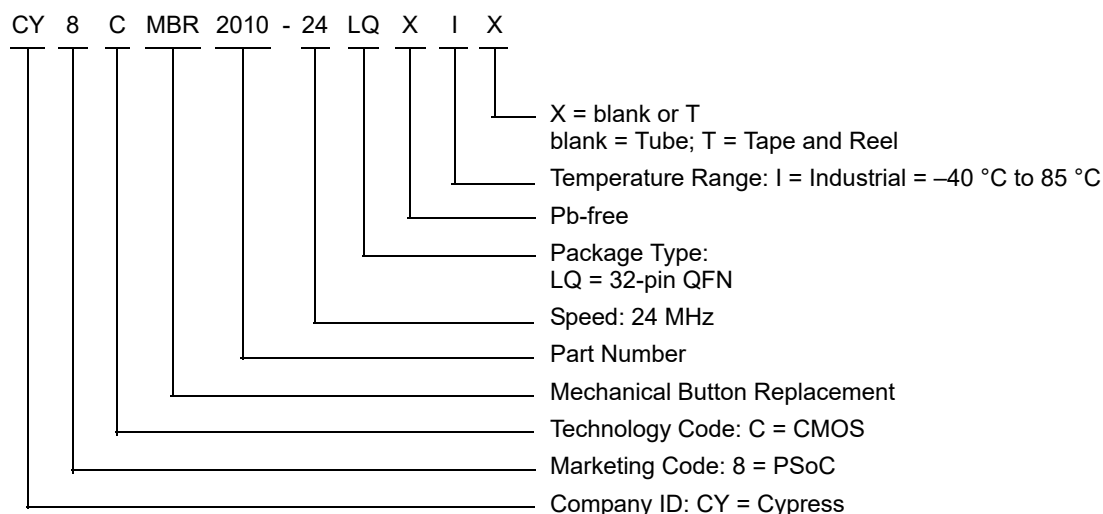 CY 8 C MBR 2010 - 24 LQ X I X
X = blank or T
blank = Tube; T = Tape and Reel
Temperature Range: I = Industrial = –40 °C to 85 °C
Pb-free
Package Type:
LQ = 32-pin QFN
Speed: 24 MHz
Part Number
Mechanical Button Replacement
Technology Code: C = CMOS
Marketing Code: 8 = PSoC
Company ID: CY = Cypress